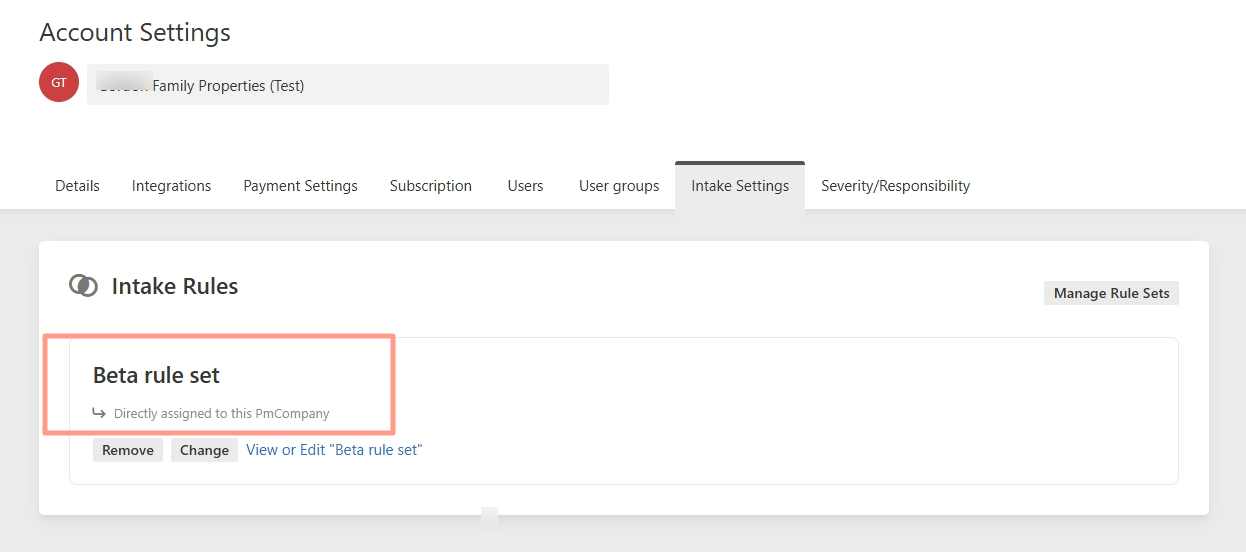 Account Settings
GT
Family Properties (Test)
Details Integrations Payment Settings Subscription Users User groups Intake Settings Severity/Responsibility
Intake Rules
Manage Rule Sets
Beta rule set
Directly assigned to this PmCompany
Remove Change View or Edit "Beta rule set"